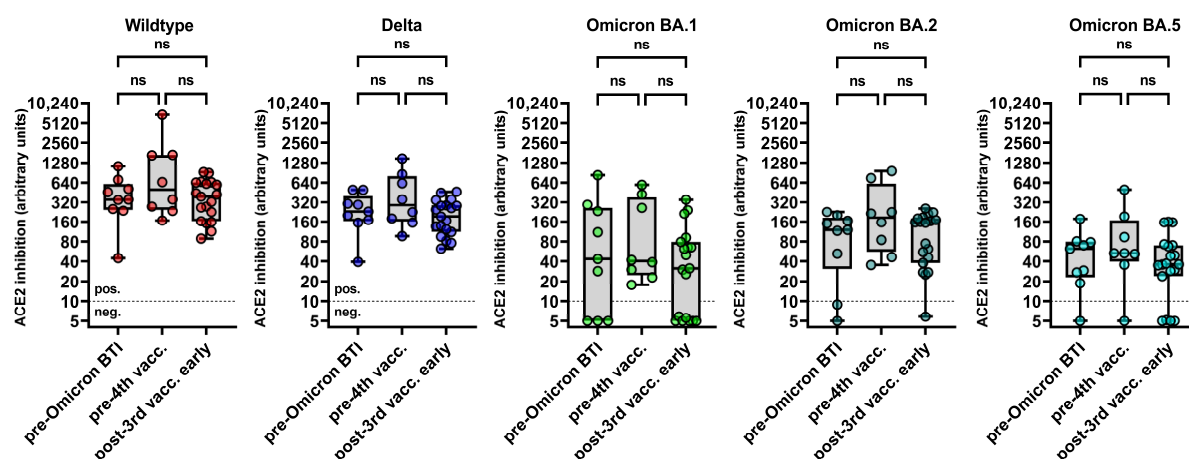 Wildtype
ns
ns ns
ACE2 inhibition (arbitrary units)
10,240
5120
2560
1280
640
320
160
80
40
20
10
5
pos.
neg.
pre-Omicron BTI
pre-4th vacc.
post-3rd vacc. early
Delta
ns
ns ns
ACE2 inhibition (arbitrary units)
10,240
5120
2560
1280
640
320
160
80
40
20
10
5
pos.
neg.
pre-Omicron BTI
pre-4th vacc.
post-3rd vacc. early
Omicron BA.1
ns
ns ns
ACE2 inhibition (arbitrary units)
10,240
5120
2560
1280
640
320
160
80
40
20
10
5
pre-Omicron BTI
pre-4th vacc.
post-3rd vacc. early
Omicron BA.2
ns
ns ns
ACE2 inhibition (arbitrary units)
10,240
5120
2560
1280
640
320
160
80
40
20
10
5
pre-Omicron BTI
pre-4th vacc.
post-3rd vacc. early
Omicron BA.5
ns
ns ns
ACE2 inhibition (arbitrary units)
10,240
5120
2560
1280
640
320
160
80
40
20
10
5
pre-Omicron BTI
pre-4th vacc.
post-3rd vacc. early